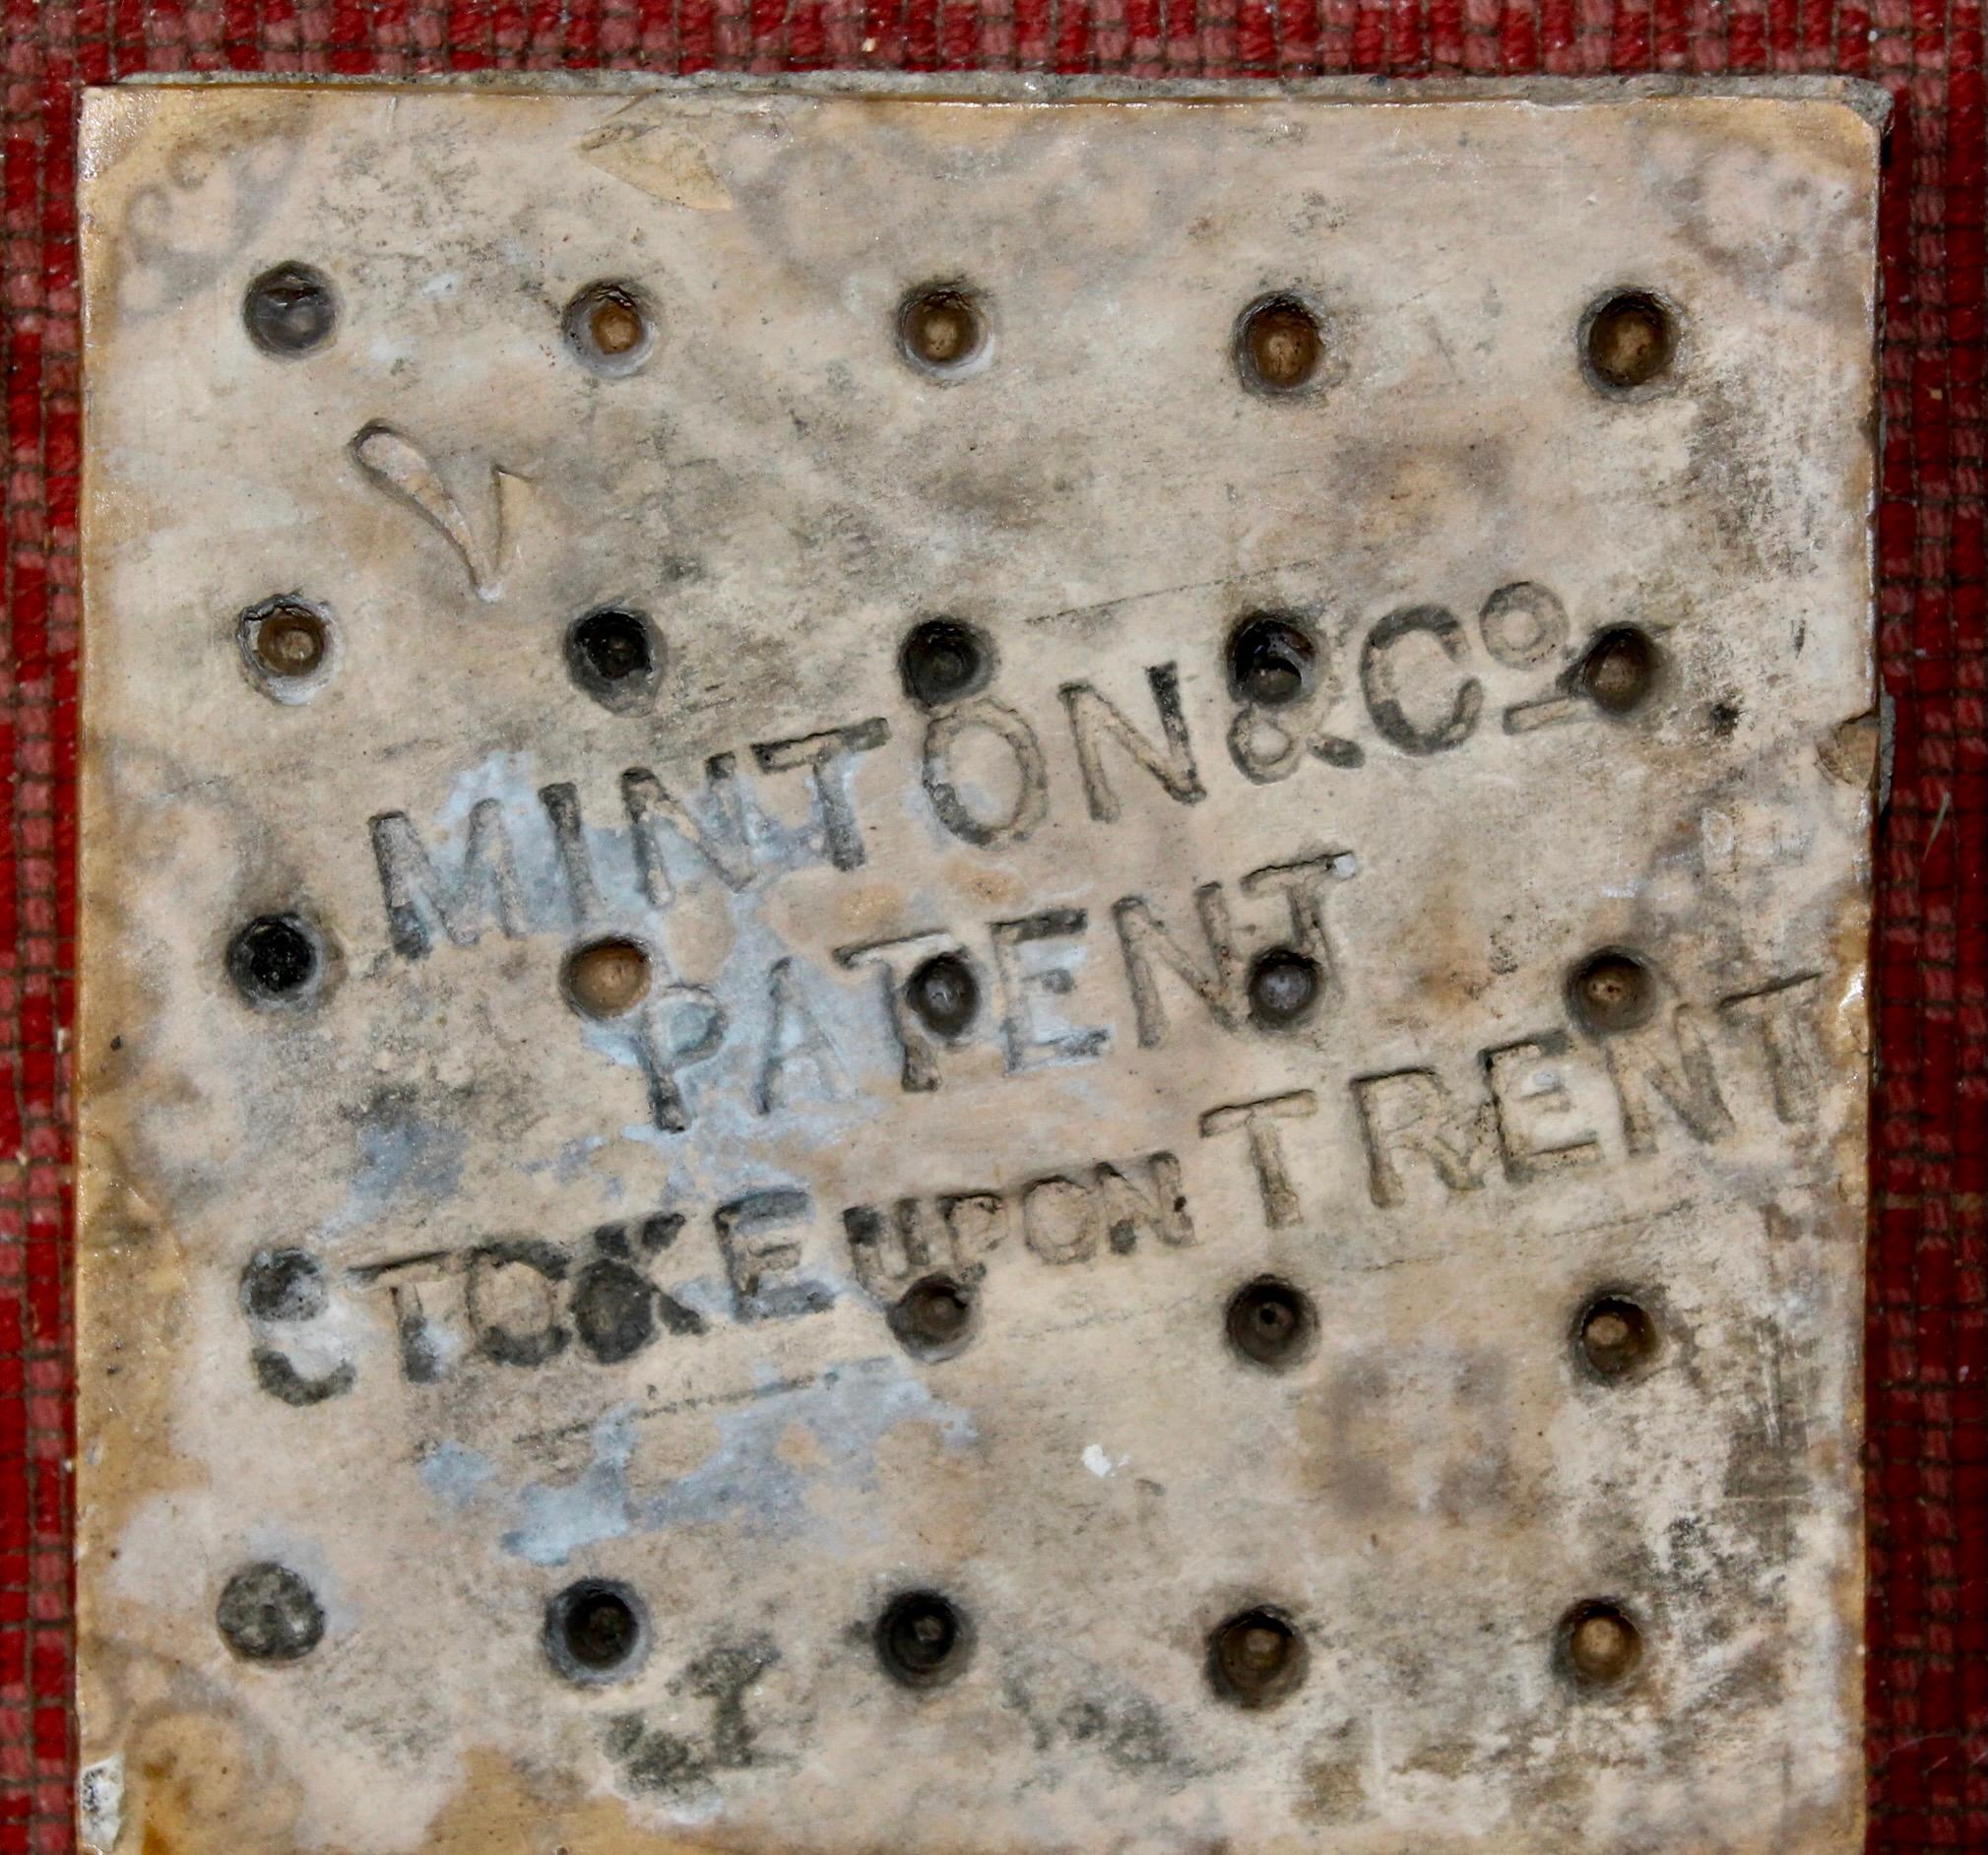 MINTON & Co
PATENT
STOKE UPON TRENT